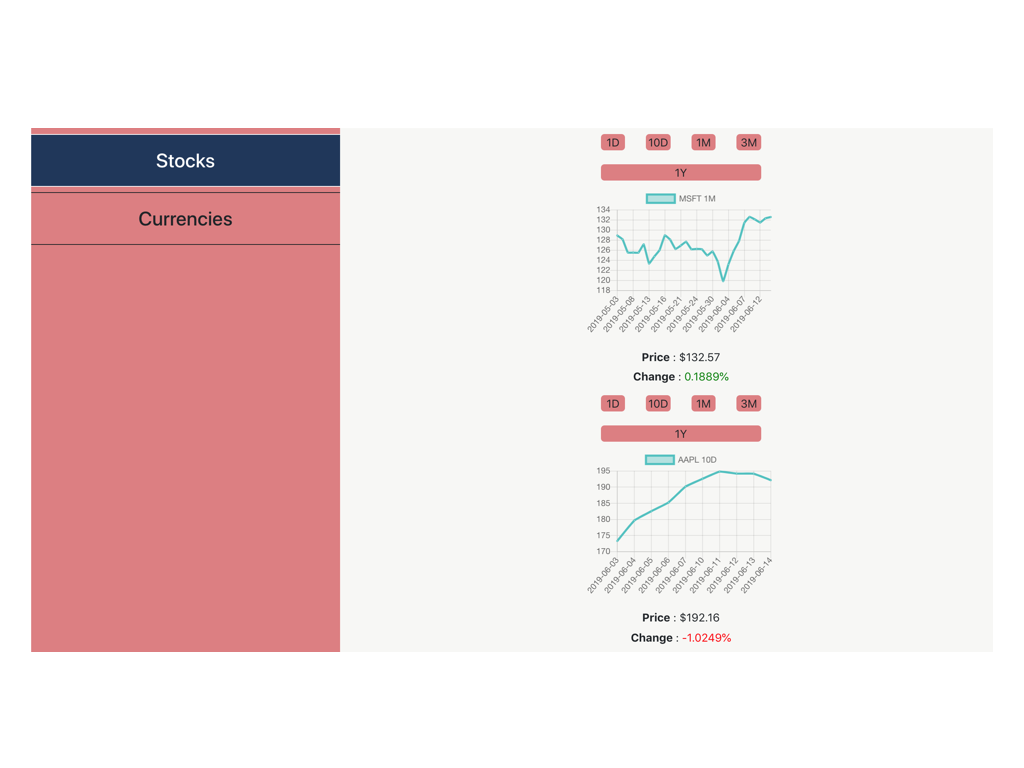 Stocks
Currencies
1D 10D 1M 3M
1Y
MSFT 1M
134
132
130
128
126
124
122
120
118
2019-05-03 2019-05-08 2019-05-13 2019-05-16 2019-05-21 2019-05-24 2019-05-30 2019-06-04 2019-06-07 2019-06-12
Price : $132.57
Change : 0.1889%
1D 10D 1M 3M
1Y
AAPL 10D
195
190
185
180
175
170
2019-06-03 2019-06-04 2019-06-05 2019-06-06 2019-06-07 2019-06-10 2019-06-11 2019-06-12 2019-06-13 2019-06-14
Price : $192.16
Change : -1.0249%